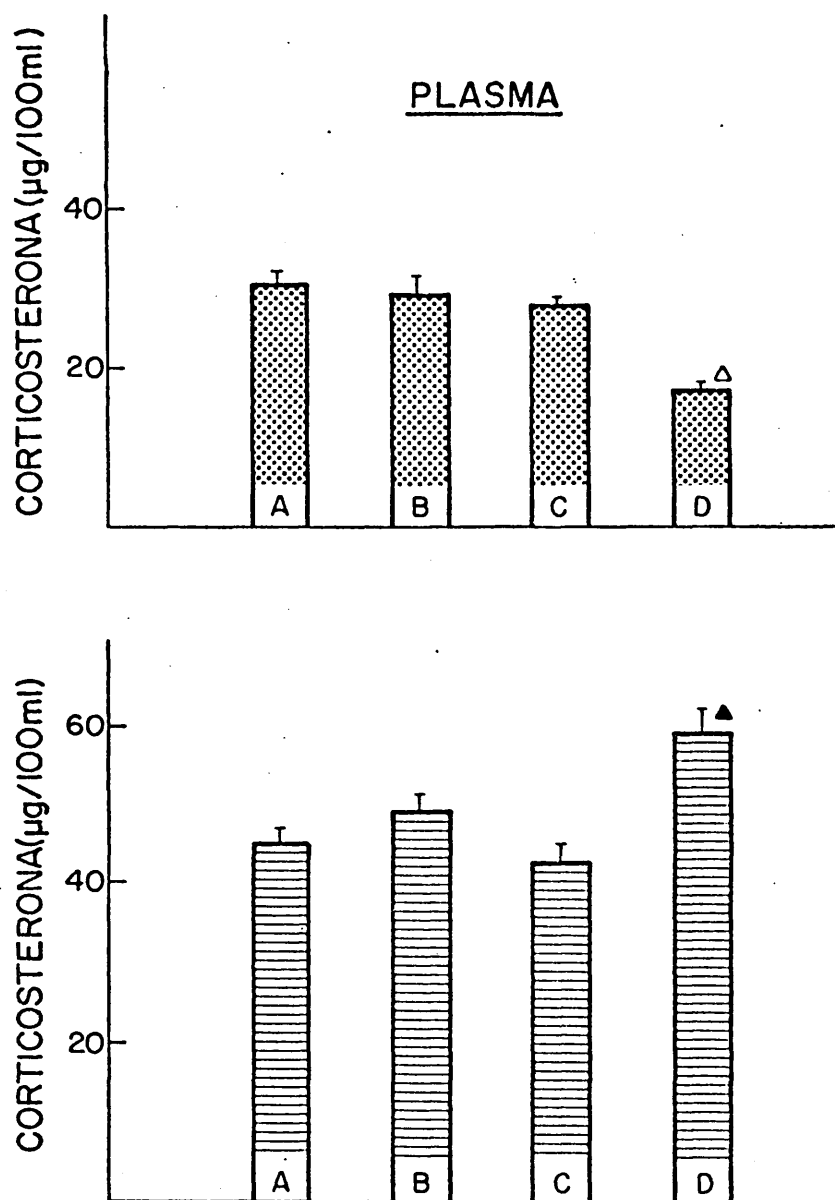 PLASMA
CORTICOSTERONA (µg/100ml)
40
20
A B C D
CORTICOSTERONA(µg/100ml)
60
40
20
A B C D